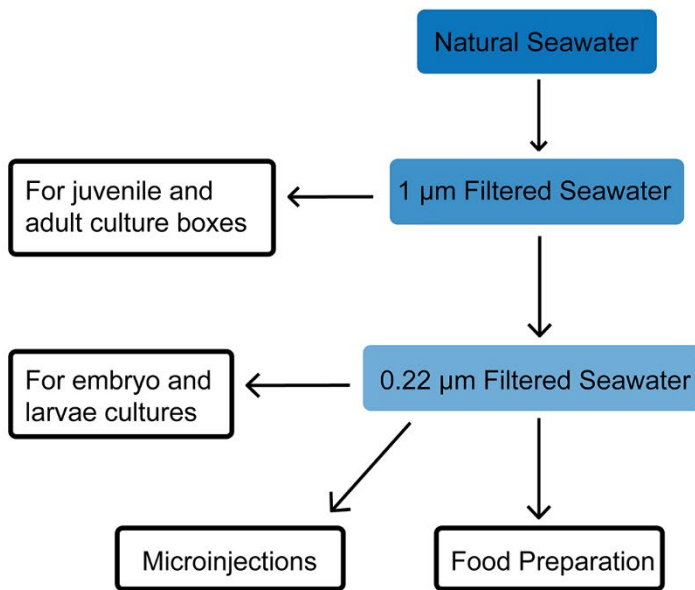 Natural Seawater
For juvenile and
adult culture boxes
1 µm Filtered Seawater
For embryo and
larvae cultures
0.22 µm Filtered Seawater
Microinjections
Food Preparation